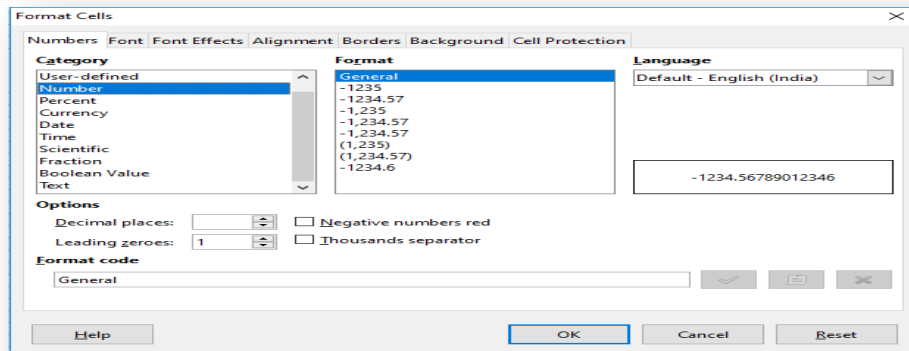 Format Cells
Numbers Font Font Effects Alignment Borders Background Cell Protection
Category
User-defined
Number
Percent
Currency
Date
Time
Scientific
Fraction
Boolean Value
Text
Format
General
-1235
-1234.57
-1,235
-1,234.57
-1,234.57
(1,235)
(1,234.57)
-1234.6
Language
Default - English (India)
-1234.56789012346
Options
Decimal places:
Negative numbers red
Leading zeroes: 1
Thousands separator
Format code
General
Help OK Cancel Reset